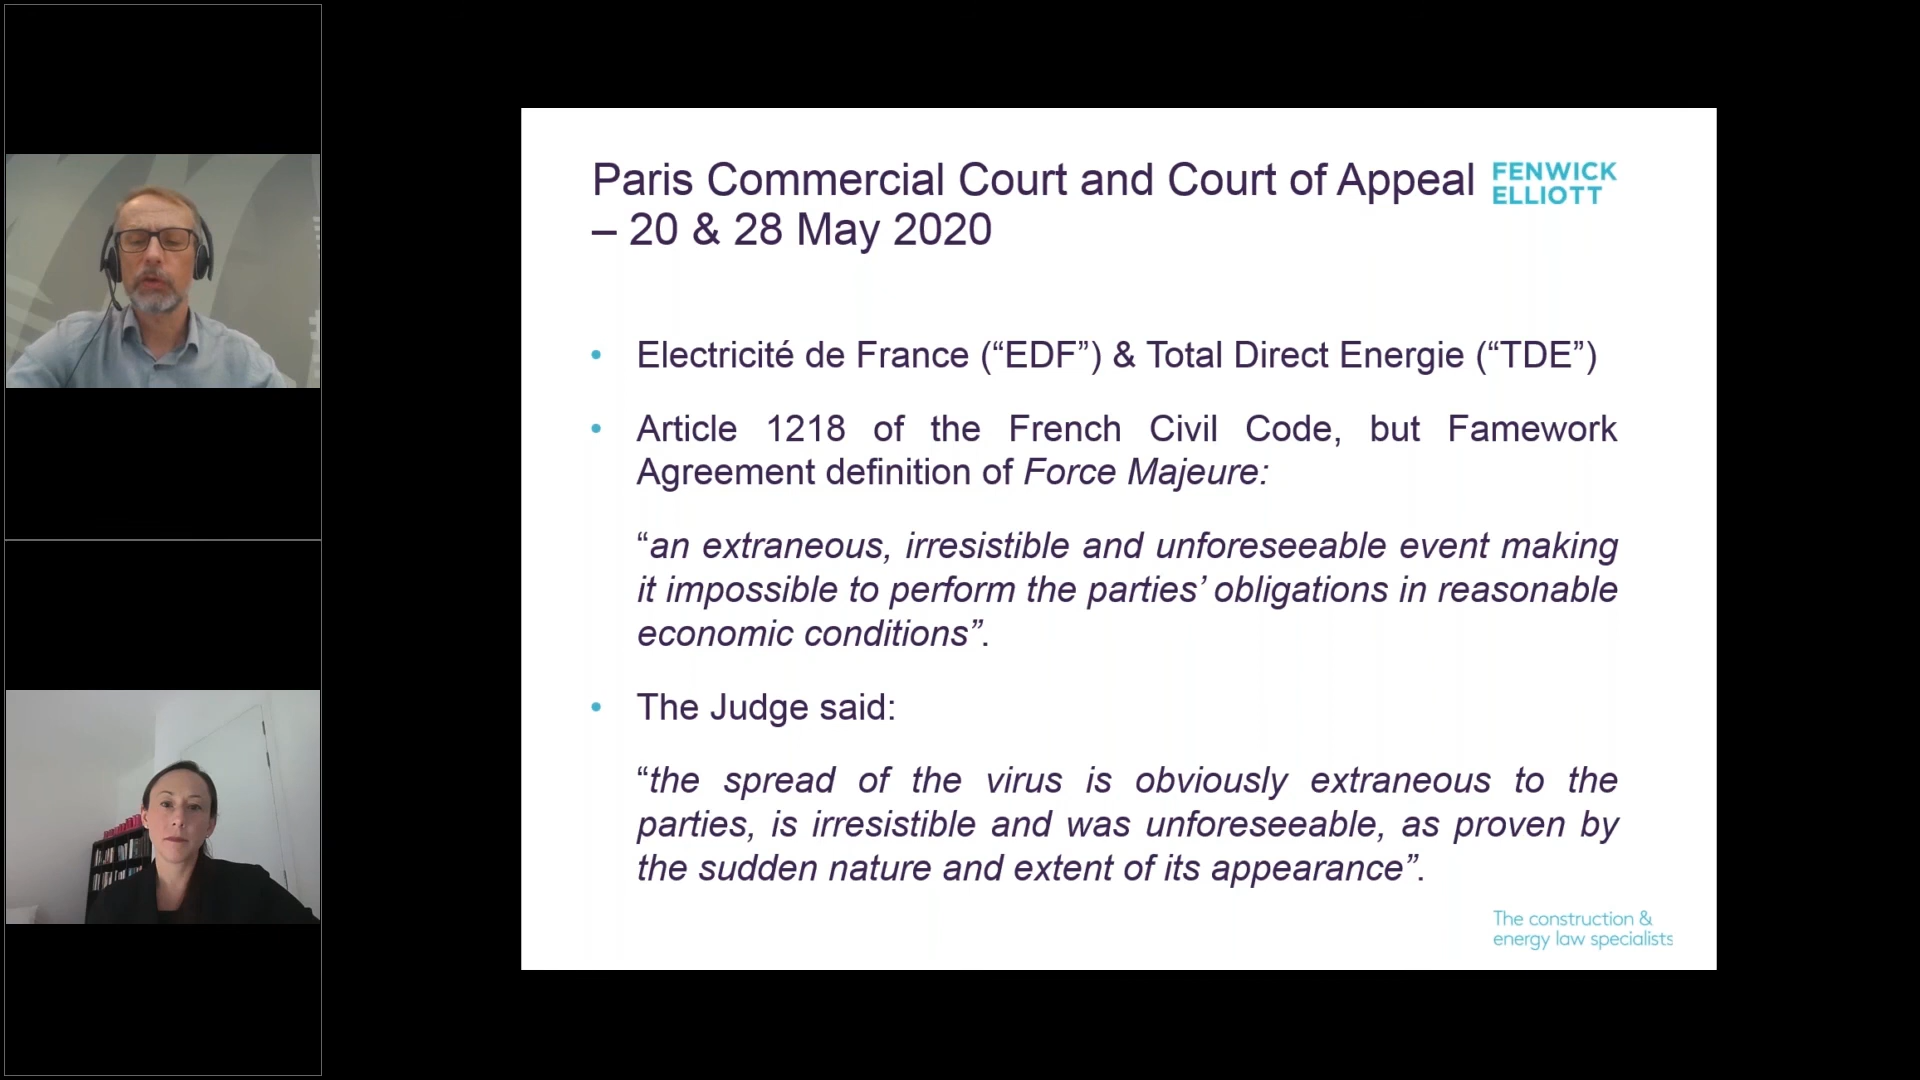 Paris Commercial Court and Court of Appeal
– 20 & 28 May 2020
FENWICK
ELLIOTT
• Electricité de France (“EDF”) & Total Direct Energie (“TDE”)
• Article 1218 of the French Civil Code, but Famework
Agreement definition of Force Majeure:
“an extraneous, irresistible and unforeseeable event making
it impossible to perform the parties’ obligations in reasonable
economic conditions”.
• The Judge said:
“the spread of the virus is obviously extraneous to the
parties, is irresistible and was unforeseeable, as proven by
the sudden nature and extent of its appearance”.
The construction &
energy law specialists